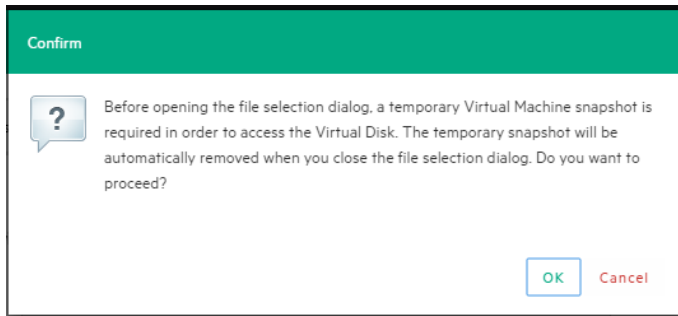 Confirm
Before opening the file selection dialog, a temporary Virtual Machine snapshot is
required in order to access the Virtual Disk. The temporary snapshot will be
automatically removed when you close the file selection dialog. Do you want to
proceed?
OK Cancel